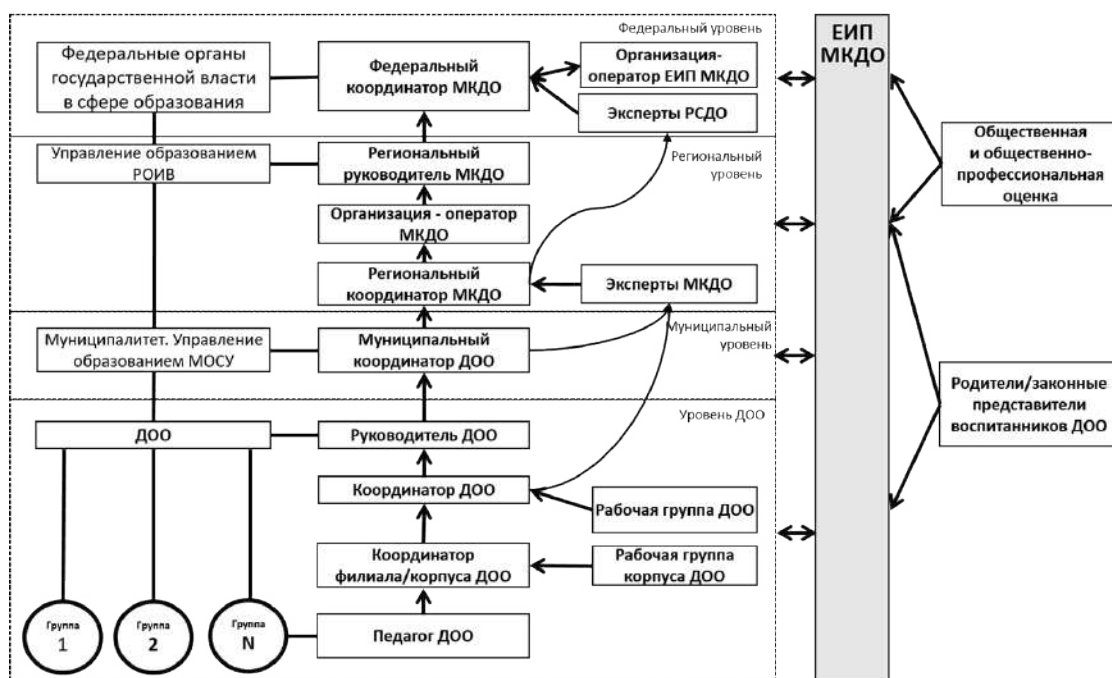 Федеральный уровень
Федеральные органы
государственной власти
в сфере образования
Федеральный
координатор МКДО
Организация-
оператор ЕИП МКДО
Эксперты РСДО
ЕИП
МКДО
Общественная
и общественно-
профессиональная
оценка
Управление образованием
РОИВ
Региональный
руководитель МКДО
Региональный
уровень
Организация - оператор
МКДО
Региональный
координатор МКДО
Эксперты МКДО
Муниципалитет. Управление
образованием МОСУ
Муниципальный
координатор ДОО
Муниципальный
уровень
Родители/законные
представители
воспитанников ДОО
Уровень ДОО
ДОО
Руководитель ДОО
Координатор ДОО
Рабочая группа ДОО
Координатор
филиала/корпуса ДОО
Рабочая группа
корпуса ДОО
Группа
1
Группа
2
Группа
N
Педагог ДОО